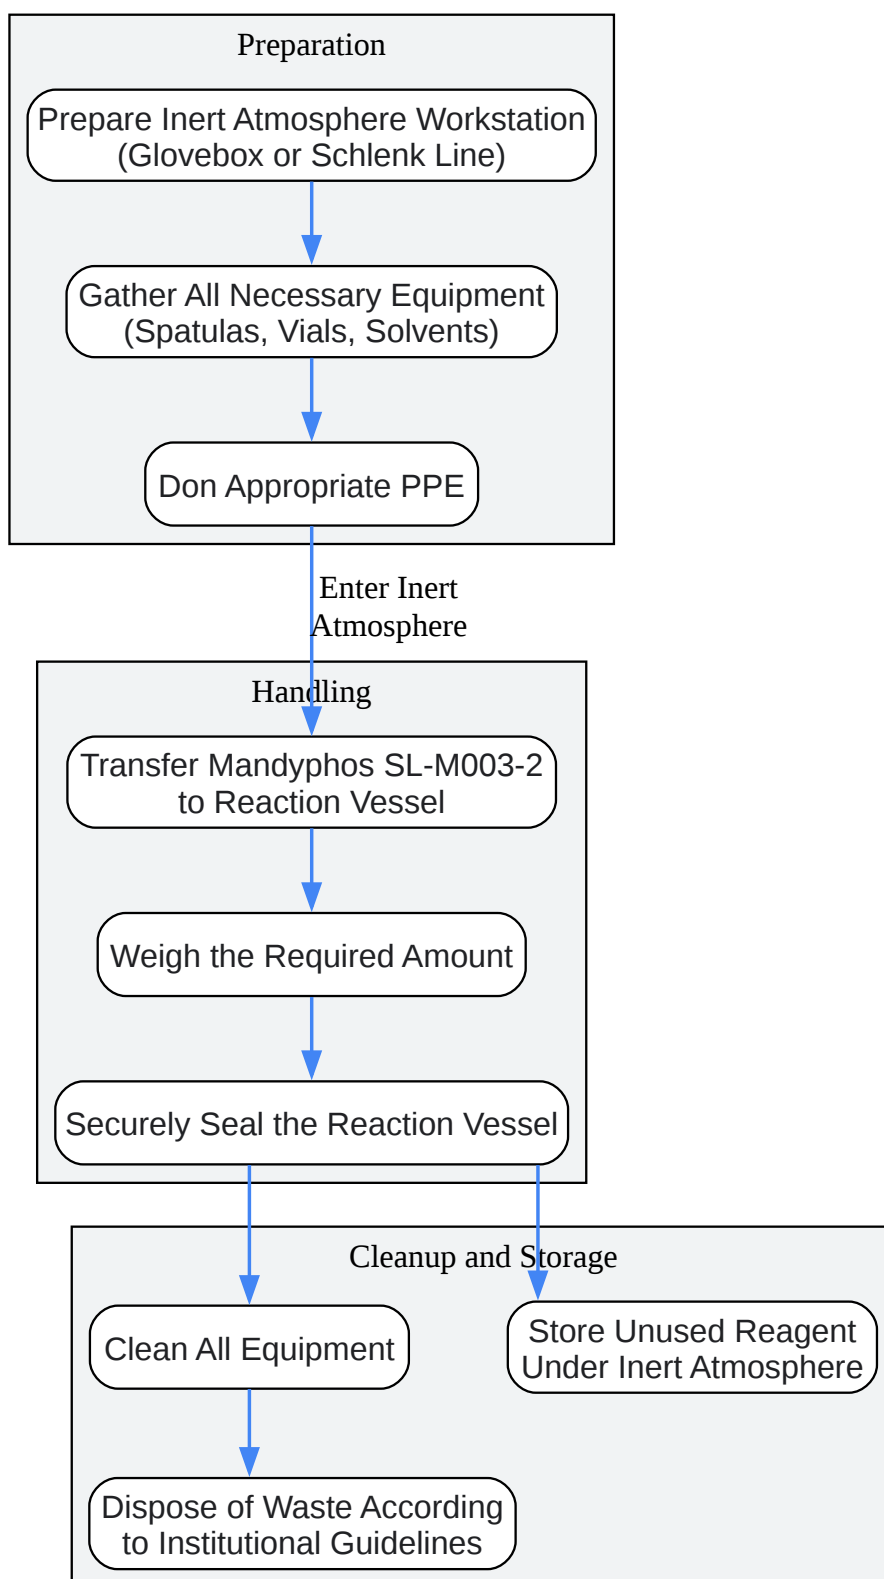 Preparation
Prepare Inert Atmosphere Workstation
(Glovebox or Schlenk Line)
Gather All Necessary Equipment
(Spatulas, Vials, Solvents)
Don Appropriate PPE
Enter Inert
Atmosphere
Handling
Transfer Mandyphos SL-M003-2
to Reaction Vessel
Weigh the Required Amount
Securely Seal the Reaction Vessel
Cleanup and Storage
Clean All Equipment
Store Unused Reagent
Under Inert Atmosphere
Dispose of Waste According
to Institutional Guidelines